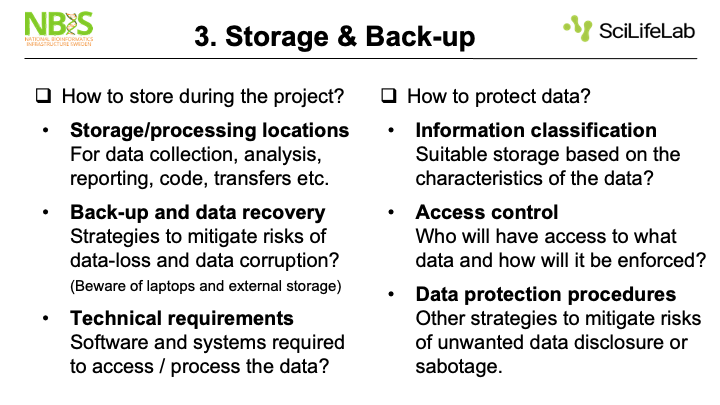 NBIS
NATIONAL BIOINFORMATICS
INFRASTRUCTURE SWEDEN
3. Storage & Back-up
SciLifeLab
❑ How to store during the project?
• Storage/processing locations
For data collection, analysis,
reporting, code, transfers etc.
• Back-up and data recovery
Strategies to mitigate risks of
data-loss and data corruption?
(Beware of laptops and external storage)
• Technical requirements
Software and systems required
to access / process the data?
❑ How to protect data?
• Information classification
Suitable storage based on the
characteristics of the data?
• Access control
Who will have access to what
data and how will it be enforced?
• Data protection procedures
Other strategies to mitigate risks
of unwanted data disclosure or
sabotage.